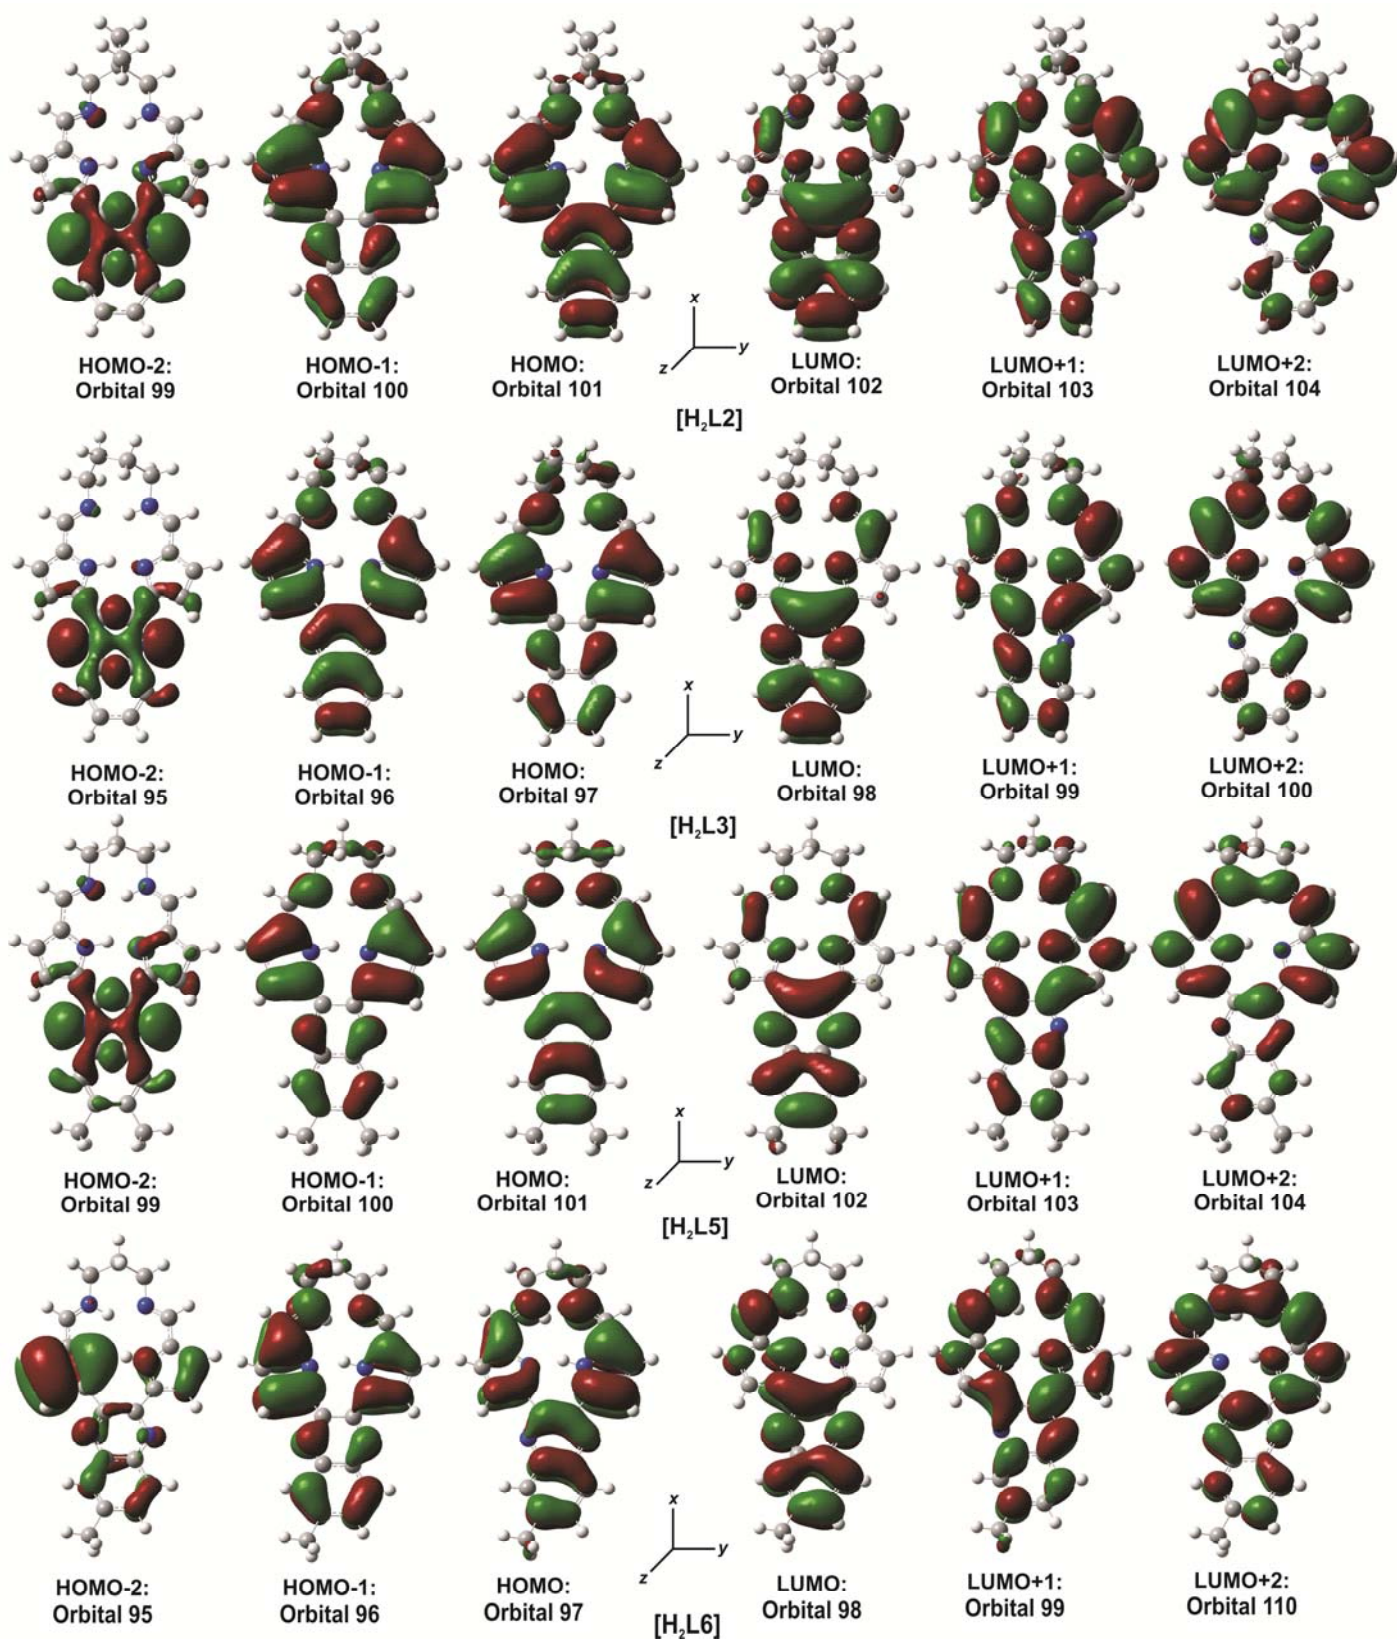 x
y
z
HOMO-2:
Orbital 99
HOMO-1:
Orbital 100
HOMO:
Orbital 101
LUMO:
Orbital 102
LUMO+1:
Orbital 103
LUMO+2:
Orbital 104
[H₂L2]
x
y
z
HOMO-2:
Orbital 95
HOMO-1:
Orbital 96
HOMO:
Orbital 97
LUMO:
Orbital 98
LUMO+1:
Orbital 99
LUMO+2:
Orbital 100
[H₂L3]
x
y
z
HOMO-2:
Orbital 99
HOMO-1:
Orbital 100
HOMO:
Orbital 101
LUMO:
Orbital 102
LUMO+1:
Orbital 103
LUMO+2:
Orbital 104
[H₂L5]
x
y
z
HOMO-2:
Orbital 95
HOMO-1:
Orbital 96
HOMO:
Orbital 97
LUMO:
Orbital 98
LUMO+1:
Orbital 99
LUMO+2:
Orbital 110
[H₂L6]